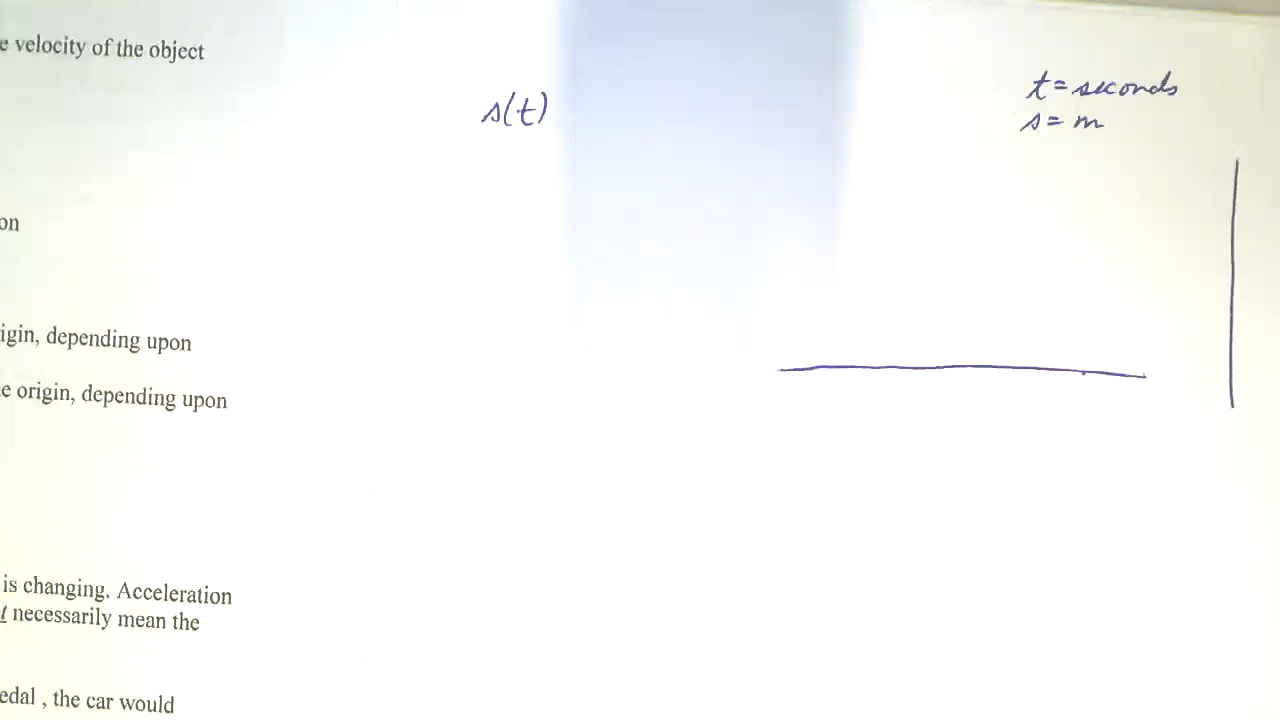 e velocity of the object
s(t)
t = seconds
s = m
on
igin, depending upon
e origin, depending upon
is changing. Acceleration
t necessarily mean the
edal , the car would